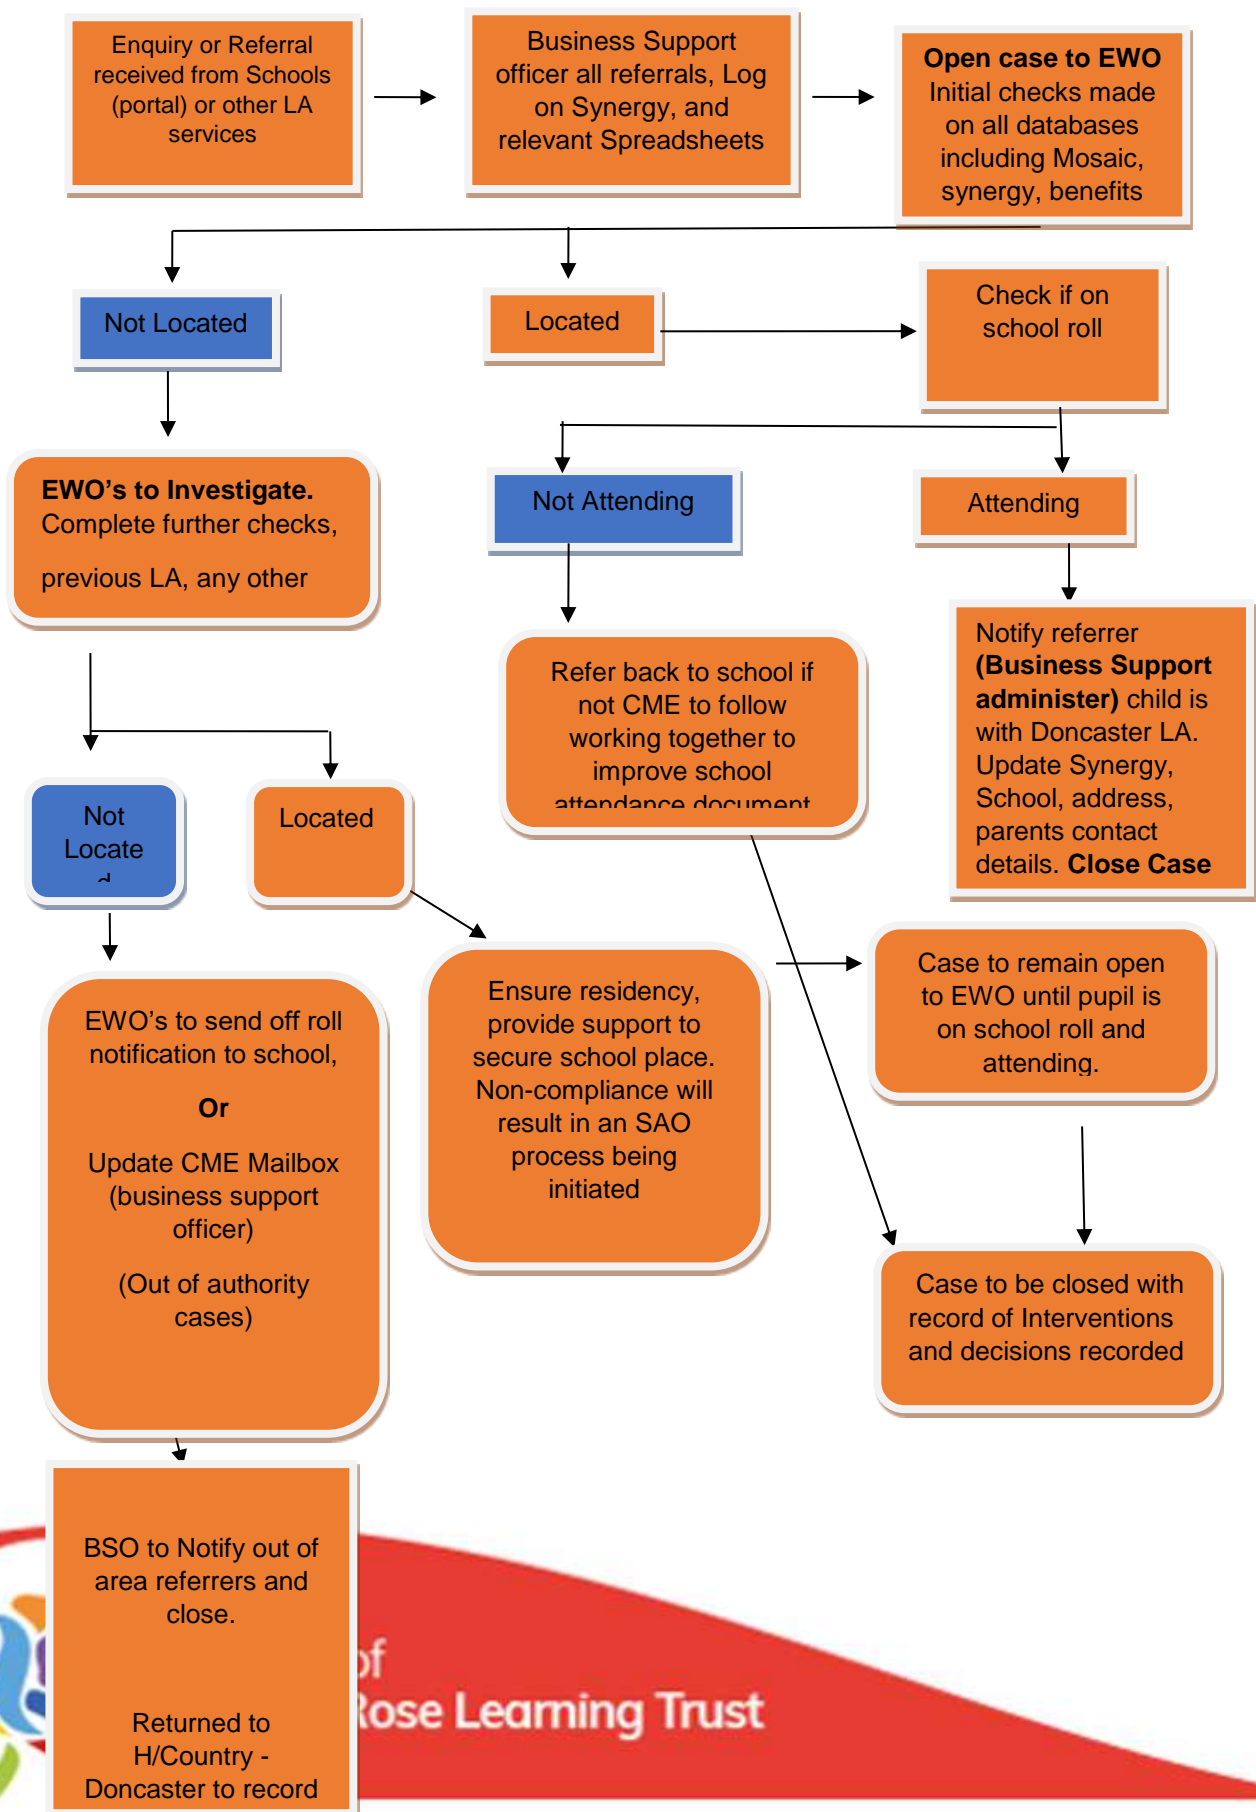 Enquiry or Referral
received from Schools
(portal) or other LA
services
Business Support
officer all referrals, Log
on Synergy, and
relevant Spreadsheets
Open case to EWO
Initial checks made
on all databases
including Mosaic,
synergy, benefits
Not Located
Located
Check if on
school roll
EWO's to Investigate.
Complete further checks,
previous LA, any other
Not Attending
Attending
Refer back to school if
not CME to follow
working together to
improve school
attendance document
Notify referrer
(Business Support
administer) child is
with Doncaster LA.
Update Synergy,
School, address,
parents contact
details. Close Case
Not
Locate
d
Located
EWO's to send off roll
notification to school,
Or
Update CME Mailbox
(business support
officer)
(Out of authority
cases)
Ensure residency,
provide support to
secure school place.
Non-compliance will
result in an SAO
process being
initiated
Case to remain open
to EWO until pupil is
on school roll and
attending.
Case to be closed with
record of Interventions
and decisions recorded
BSO to Notify out of
area referrers and
close.
Returned to
H/Country -
Doncaster to record
of
Rose Learning Trust